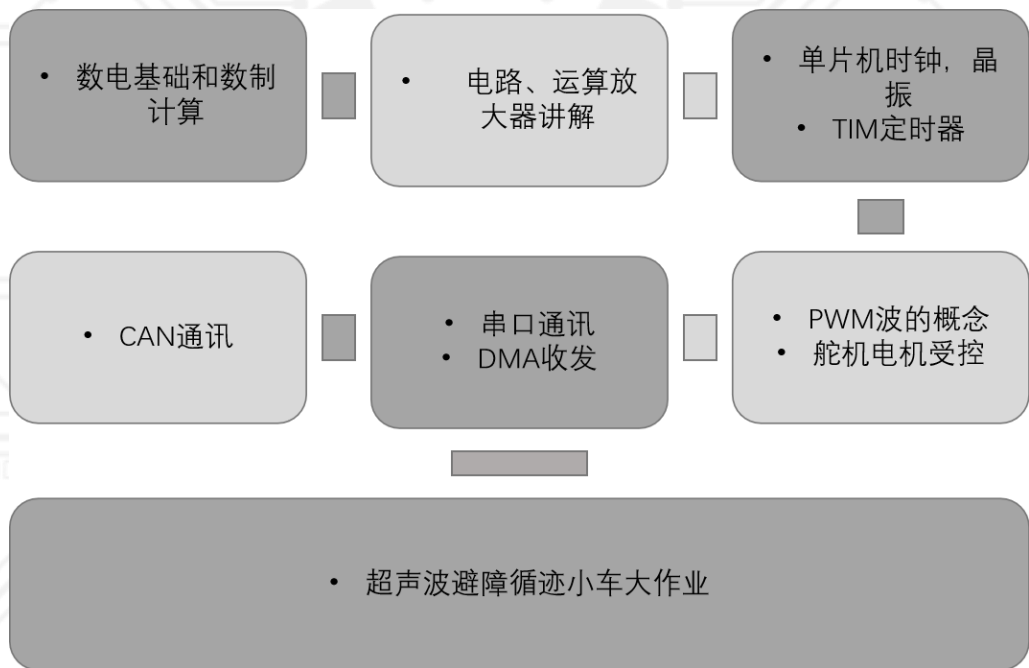 • 数电基础和数制
计算
• 电路、运算放
大器讲解
• 单片机时钟，晶
振
• TIM定时器
• CAN通讯
• 串口通讯
• DMA收发
• PWM波的概念
• 舵机电机受控
• 超声波避障循迹小车大作业